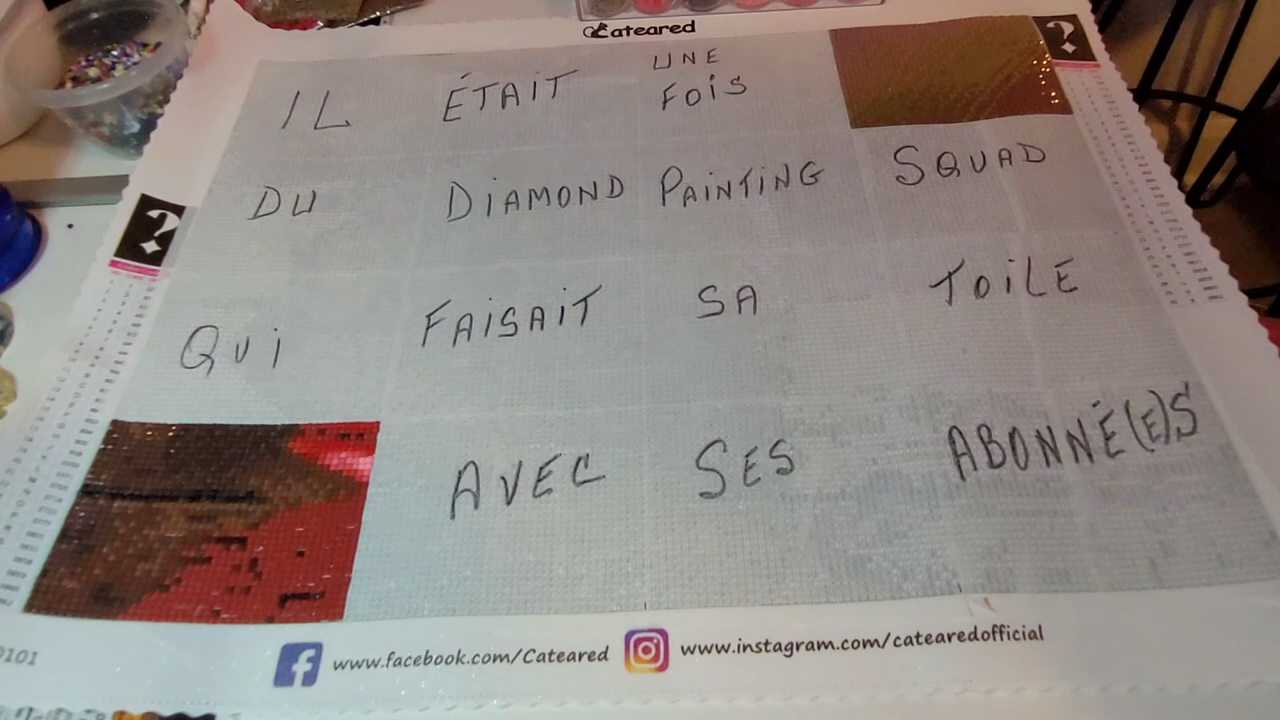 Cateared
IL ÉTAIT UNE FOIS
DU DIAMOND PAINTING SQUAD
QUI FAISAIT SA TOILE
AVEC SES ABONNÉ(E)S
www.facebook.com/Cateared www.instagram.com/catearedofficial